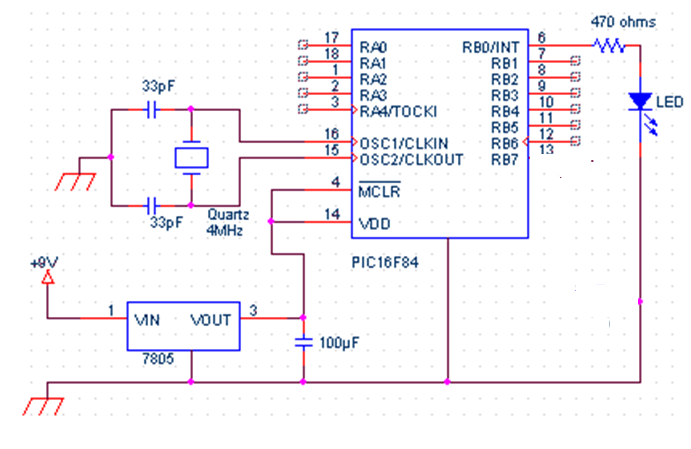 470 ohms
17 RA0 RB0/INT 6
18 RA1 RB1 7
1 RA2 RB2 8
2 RA3 RB3 9
3 RA4/TOCKI RB4 10
RB5 11
16 OSC1/CLKIN RB6 12
15 OSC2/CLKOUT RB7 13
4 MCLR
14 VDD
PIC16F84
LED
33pF
33pF
Quartz
4MHz
+9V
1 VIN VOUT 3
7805
100µF